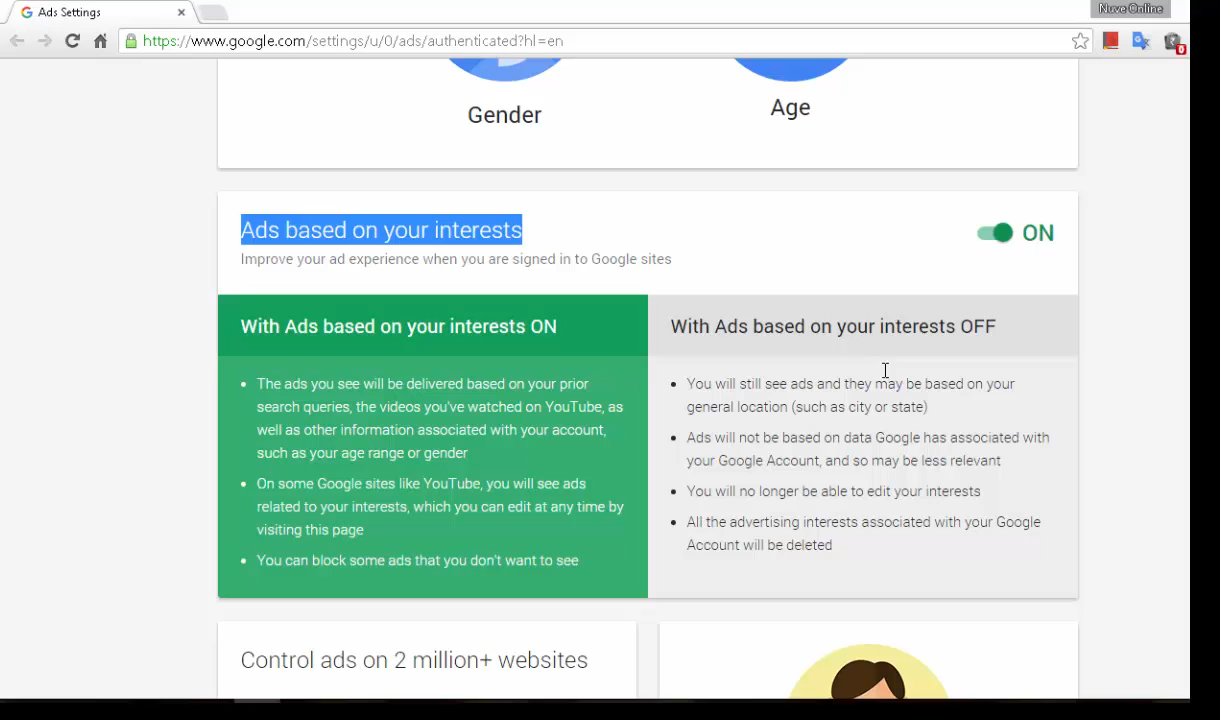 Ads Settings
Nuve Online
https://www.google.com/settings/u/0/ads/authenticated?hl=en
0
Gender
Age
Ads based on your interests
ON
Improve your ad experience when you are signed in to Google sites
With Ads based on your interests ON
The ads you see will be delivered based on your prior
search queries, the videos you've watched on YouTube, as
well as other information associated with your account,
such as your age range or gender
On some Google sites like YouTube, you will see ads
related to your interests, which you can edit at any time by
visiting this page
You can block some ads that you don't want to see
With Ads based on your interests OFF
You will still see ads and they may be based on your
general location (such as city or state)
Ads will not be based on data Google has associated with
your Google Account, and so may be less relevant
You will no longer be able to edit your interests
All the advertising interests associated with your Google
Account will be deleted
Control ads on 2 million+ websites